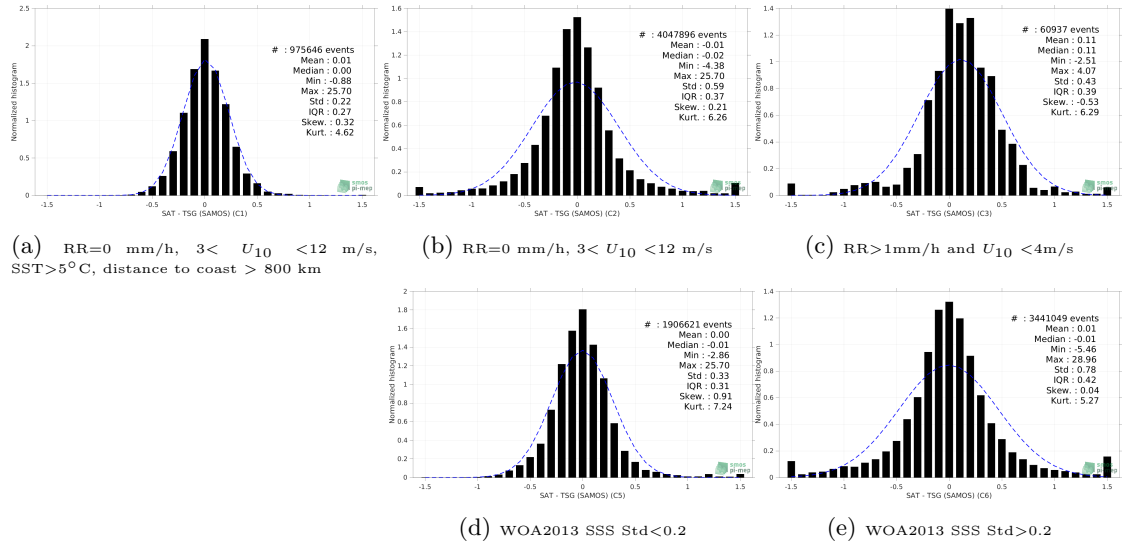 2.5
2
1.5
1
0.5
0
Normalized histogram
# : 975646 events
Mean : 0.01
Median : 0.00
Min : -0.88
Max : 25.70
Std : 0.22
IQR : 0.27
Skew. : 0.32
Kurt. : 4.62
smos
pi-mep
-1.5 -1 -0.5 0 0.5 1 1.5
SAT - TSG (SAMOS) (C1)
(a) RR=0 mm/h, 3< U10 <12 m/s,
SST>5°C, distance to coast > 800 km
1.6
1.4
1.2
1
0.8
0.6
0.4
0.2
0
Normalized histogram
# : 4047896 events
Mean : -0.01
Median : -0.02
Min : -4.38
Max : 25.70
Std : 0.59
IQR : 0.37
Skew. : 0.21
Kurt. : 6.26
smos
pi-mep
-1.5 -1 -0.5 0 0.5 1 1.5
SAT - TSG (SAMOS) (C2)
(b) RR=0 mm/h, 3< U10 <12 m/s
1.4
1.2
1
0.8
0.6
0.4
0.2
0
Normalized histogram
# : 60937 events
Mean : 0.11
Median : 0.11
Min : -2.51
Max : 4.07
Std : 0.43
IQR : 0.39
Skew. : -0.53
Kurt. : 6.29
smos
pi-mep
-1.5 -1 -0.5 0 0.5 1 1.5
SAT - TSG (SAMOS) (C3)
(c) RR>1mm/h and U10 <4m/s
2
1.8
1.6
1.4
1.2
1
0.8
0.6
0.4
0.2
0
Normalized histogram
# : 1906621 events
Mean : 0.00
Median : -0.01
Min : -2.86
Max : 25.70
Std : 0.33
IQR : 0.31
Skew. : 0.91
Kurt. : 7.24
smos
pi-mep
-1.5 -1 -0.5 0 0.5 1 1.5
SAT - TSG (SAMOS) (C5)
(d) WOA2013 SSS Std<0.2
1.4
1.2
1
0.8
0.6
0.4
0.2
0
Normalized histogram
# : 3441049 events
Mean : 0.01
Median : -0.01
Min : -5.46
Max : 28.96
Std : 0.78
IQR : 0.42
Skew. : 0.04
Kurt. : 5.27
smos
pi-mep
-1.5 -1 -0.5 0 0.5 1 1.5
SAT - TSG (SAMOS) (C6)
(e) WOA2013 SSS Std>0.2